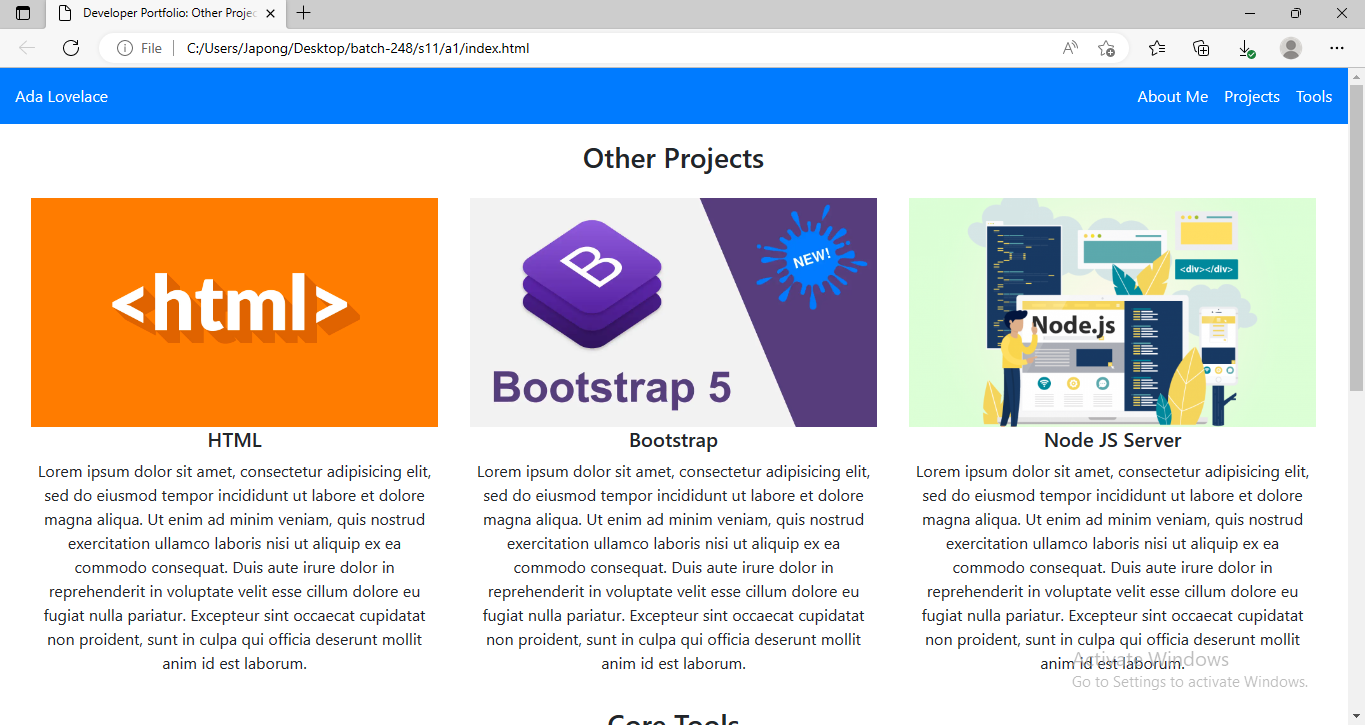 Developer Portfolio: Other Projec
File
C:/Users/Japong/Desktop/batch-248/s11/a1/index.html
Ada Lovelace
About Me Projects Tools
Other Projects
<html>
NEW!
Bootstrap 5
<div></div>
Node.js
HTML
Lorem ipsum dolor sit amet, consectetur adipisicing elit,
sed do eiusmod tempor incididunt ut labore et dolore
magna aliqua. Ut enim ad minim veniam, quis nostrud
exercitation ullamco laboris nisi ut aliquip ex ea
commodo consequat. Duis aute irure dolor in
reprehenderit in voluptate velit esse cillum dolore eu
fugiat nulla pariatur. Excepteur sint occaecat cupidatat
non proident, sunt in culpa qui officia deserunt mollit
anim id est laborum.
Bootstrap
Lorem ipsum dolor sit amet, consectetur adipisicing elit,
sed do eiusmod tempor incididunt ut labore et dolore
magna aliqua. Ut enim ad minim veniam, quis nostrud
exercitation ullamco laboris nisi ut aliquip ex ea
commodo consequat. Duis aute irure dolor in
reprehenderit in voluptate velit esse cillum dolore eu
fugiat nulla pariatur. Excepteur sint occaecat cupidatat
non proident, sunt in culpa qui officia deserunt mollit
anim id est laborum.
Node JS Server
Lorem ipsum dolor sit amet, consectetur adipisicing elit,
sed do eiusmod tempor incididunt ut labore et dolore
magna aliqua. Ut enim ad minim veniam, quis nostrud
exercitation ullamco laboris nisi ut aliquip ex ea
commodo consequat. Duis aute irure dolor in
reprehenderit in voluptate velit esse cillum dolore eu
fugiat nulla pariatur. Excepteur sint occaecat cupidatat
non proident, sunt in culpa qui officia deserunt mollit
anim id est laborum.
Activate Windows
Go to Settings to activate Windows.
Core Tools